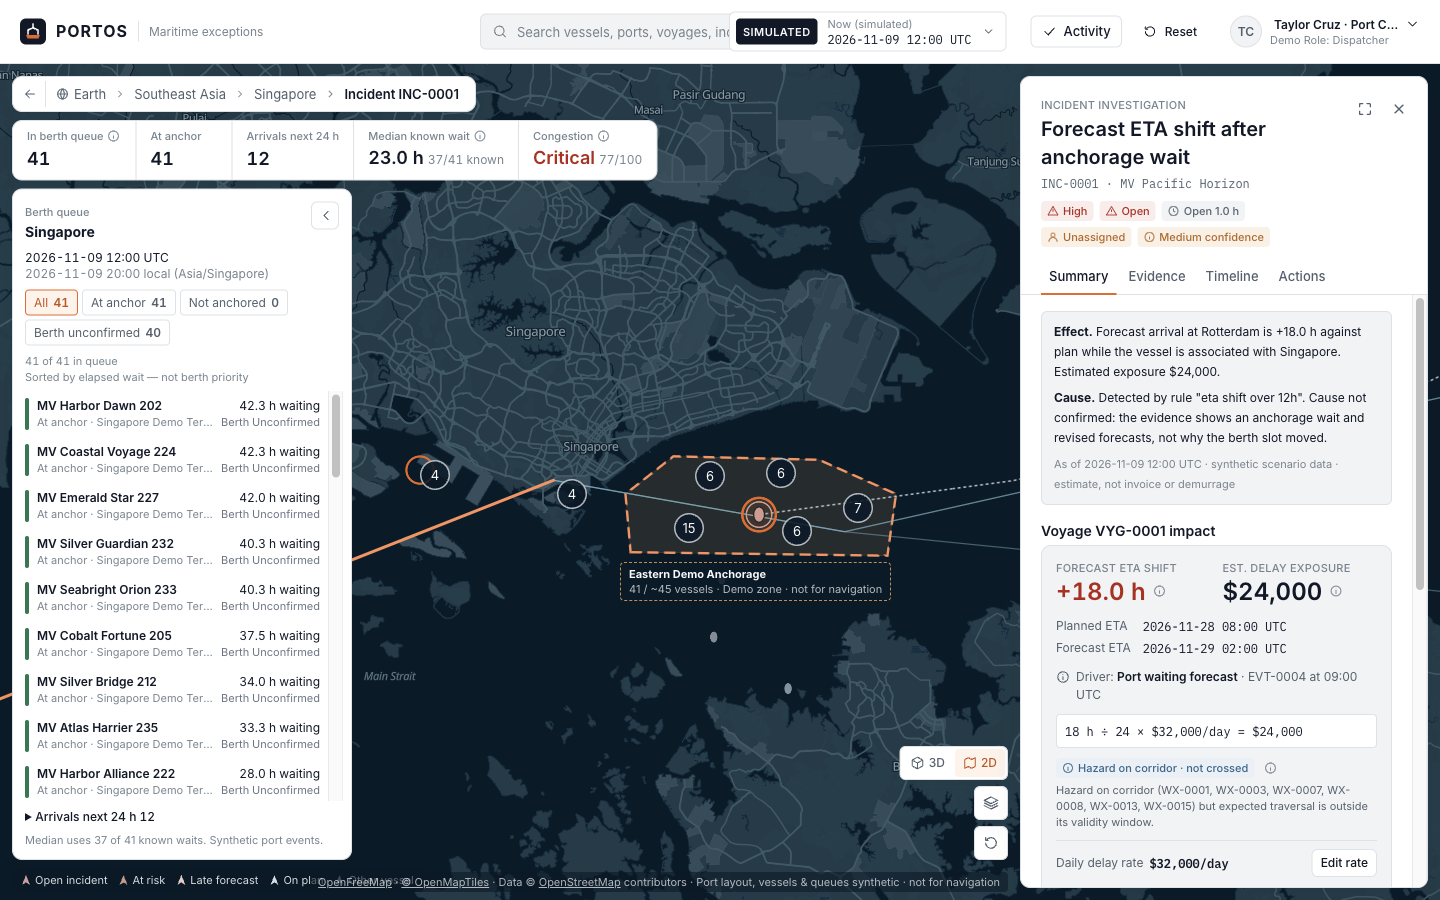 PORTOS
Maritime exceptions
Search vessels, ports, voyages, inc
SIMULATED
Now (simulated)
2026-11-09 12:00 UTC
Activity
Reset
TC
Taylor Cruz · Port C...
Demo Role: Dispatcher
Earth
Southeast Asia
Singapore
Incident INC-0001
In berth queue
41
At anchor
41
Arrivals next 24 h
12
Median known wait
23.0 h 37/41 known
Congestion
Critical 77/100
Berth queue
Singapore
2026-11-09 12:00 UTC
2026-11-09 20:00 local (Asia/Singapore)
All 41
At anchor 41
Not anchored 0
Berth unconfirmed 40
41 of 41 in queue
Sorted by elapsed wait — not berth priority
MV Harbor Dawn 202 42.3 h waiting
At anchor · Singapore Demo Ter... Berth Unconfirmed
MV Coastal Voyage 224 42.3 h waiting
At anchor · Singapore Demo Ter... Berth Unconfirmed
MV Emerald Star 227 42.0 h waiting
At anchor · Singapore Demo Ter... Berth Unconfirmed
MV Silver Guardian 232 40.3 h waiting
At anchor · Singapore Demo Ter... Berth Unconfirmed
MV Seabright Orion 233 40.3 h waiting
At anchor · Singapore Demo Ter... Berth Unconfirmed
MV Cobalt Fortune 205 37.5 h waiting
At anchor · Singapore Demo Ter... Berth Unconfirmed
MV Silver Bridge 212 34.0 h waiting
At anchor · Singapore Demo Ter... Berth Unconfirmed
MV Atlas Harrier 235 33.3 h waiting
At anchor · Singapore Demo Ter... Berth Unconfirmed
MV Harbor Alliance 222 28.0 h waiting
At anchor · Singapore Demo Ter... Berth Unconfirmed
Arrivals next 24 h 12
Median uses 37 of 41 known waits. Synthetic port events.
Open incident
At risk
Late forecast
On pla
Pasir Gudang
Masai
Pulai
Tanjung Su
Singapore
Singapore
Main Strait
4
4
6
6
7
15
6
Eastern Demo Anchorage
41 / ~45 vessels · Demo zone · not for navigation
3D
2D
OpenFreeMap © OpenMapTiles · Data © OpenStreetMap contributors · Port layout, vessels & queues synthetic · not for navigation
INCIDENT INVESTIGATION
Forecast ETA shift after
anchorage wait
INC-0001 · MV Pacific Horizon
High
Open
Open 1.0 h
Unassigned
Medium confidence
Summary
Evidence
Timeline
Actions
Effect. Forecast arrival at Rotterdam is +18.0 h against
plan while the vessel is associated with Singapore.
Estimated exposure $24,000.
Cause. Detected by rule "eta shift over 12h". Cause not
confirmed: the evidence shows an anchorage wait and
revised forecasts, not why the berth slot moved.
As of 2026-11-09 12:00 UTC · synthetic scenario data ·
estimate, not invoice or demurrage
Voyage VYG-0001 impact
FORECAST ETA SHIFT
+18.0 h
EST. DELAY EXPOSURE
$24,000
Planned ETA 2026-11-28 08:00 UTC
Forecast ETA 2026-11-29 02:00 UTC
Driver: Port waiting forecast · EVT-0004 at 09:00
UTC
18 h ÷ 24 × $32,000/day = $24,000
Hazard on corridor · not crossed
Hazard on corridor (WX-0001, WX-0003, WX-0007, WX-
0008, WX-0013, WX-0015) but expected traversal is outside
its validity window.
Daily delay rate $32,000/day
Edit rate